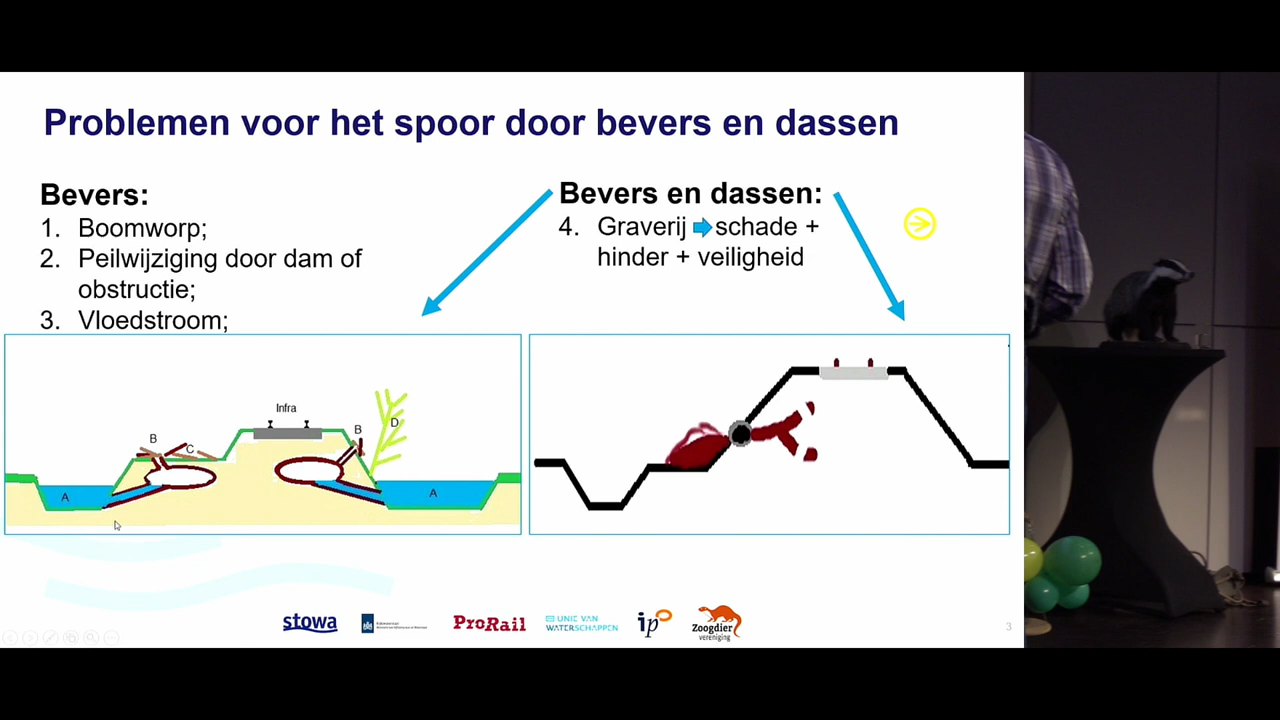 Problemen voor het spoor door bevers en dassen
Bevers:
1. Boomworp;
2. Peilwijziging door dam of
obstructie;
3. Vloedstroom;
Bevers en dassen:
4. Graverij schade +
hinder + veiligheid
Infra
B
C
B
D
A
A
stowa
ProRail
UNIE VAN
WATERSCHAPPEN
ip
Zoogdier
vereniging
3